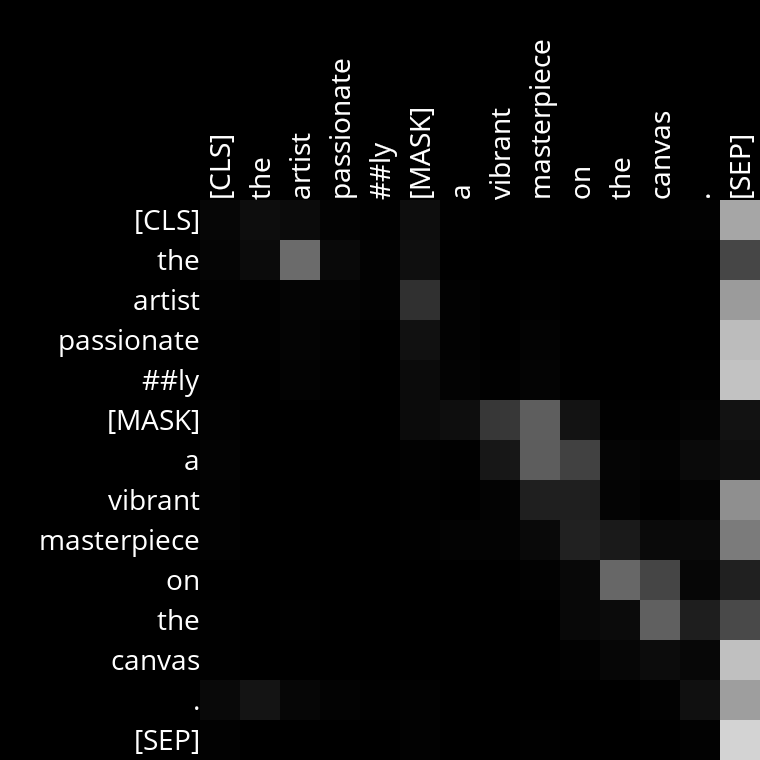 [CLS]
the
artist
passionate
##ly
[MASK]
a
vibrant
masterpiece
on
the
canvas
.
[SEP]
[CLS]
the
artist
passionate
##ly
[MASK]
a
vibrant
masterpiece
on
the
canvas
.
[SEP]